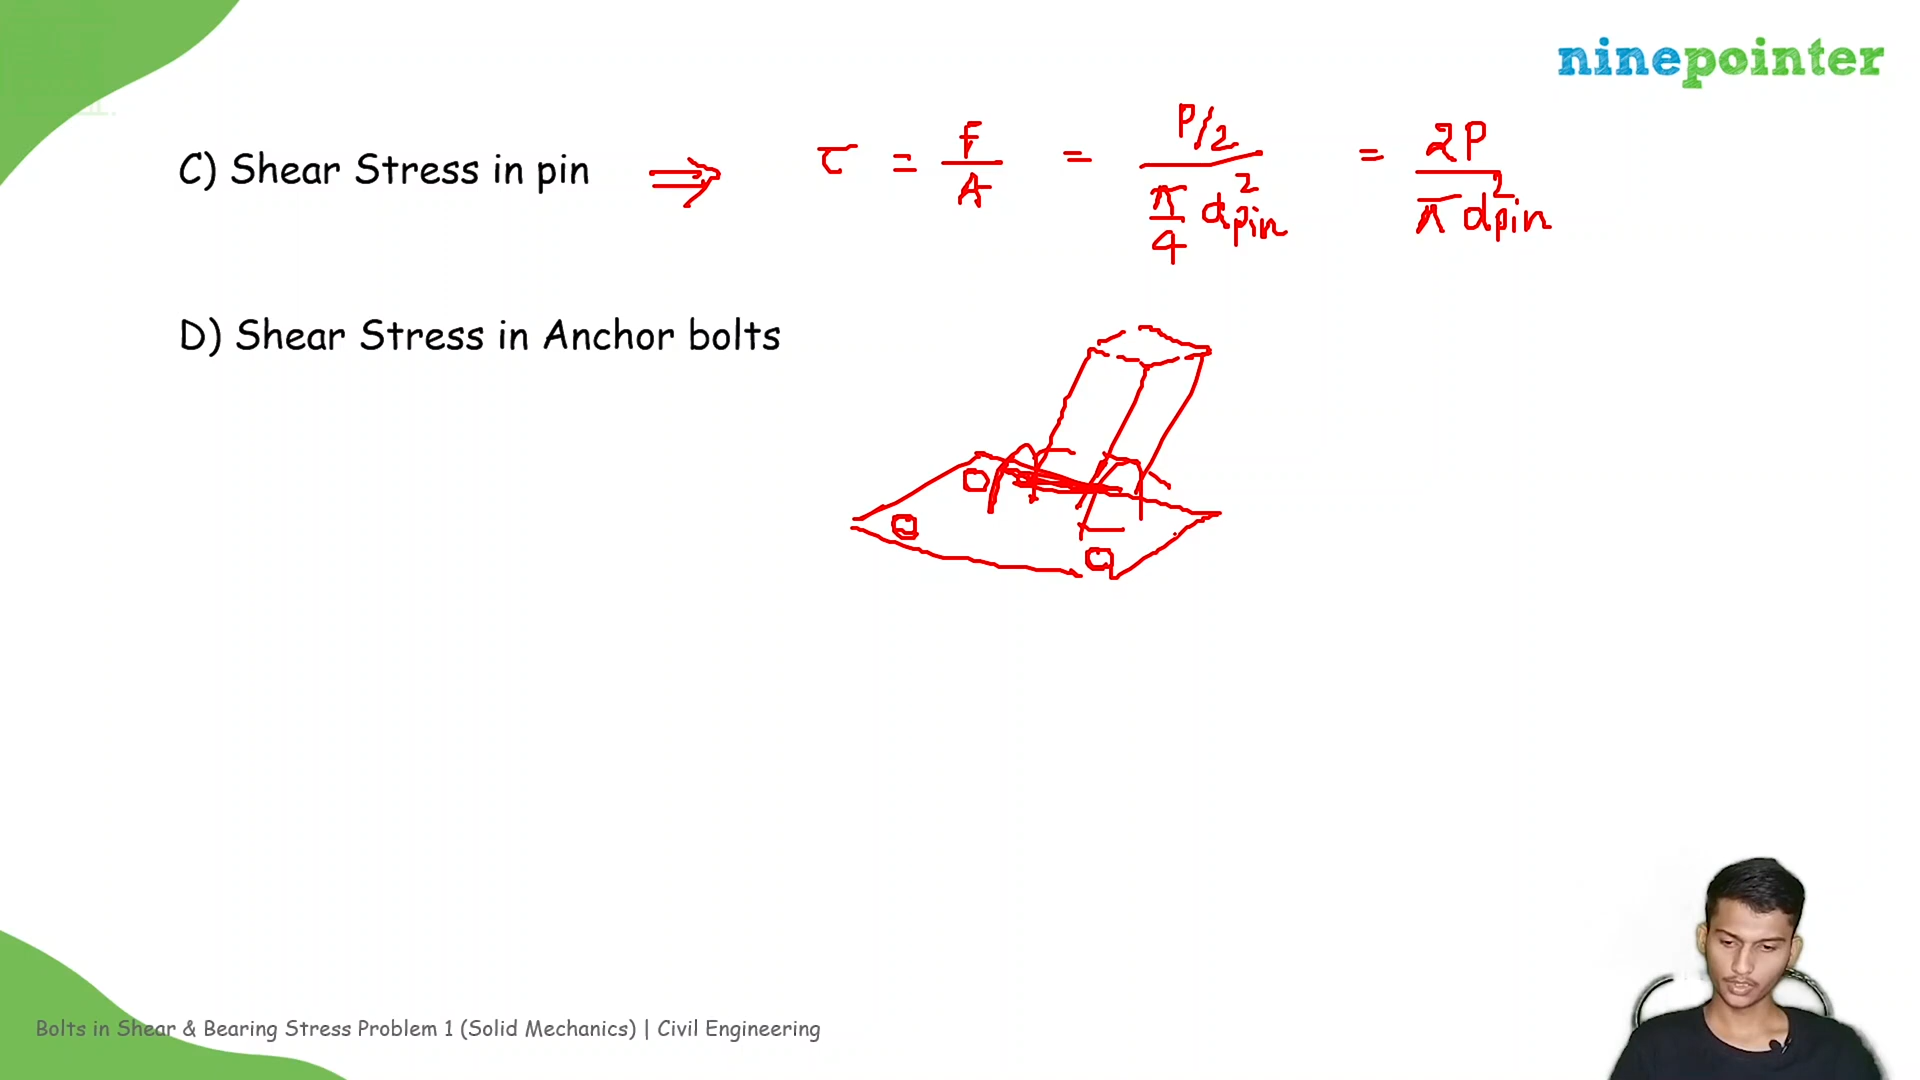 ninepointer
C) Shear Stress in pin ⇒ τ = F/A = P/2 / π/4 d²pin = 2P / π d²pin
D) Shear Stress in Anchor bolts
Bolts in Shear & Bearing Stress Problem 1 (Solid Mechanics) | Civil Engineering